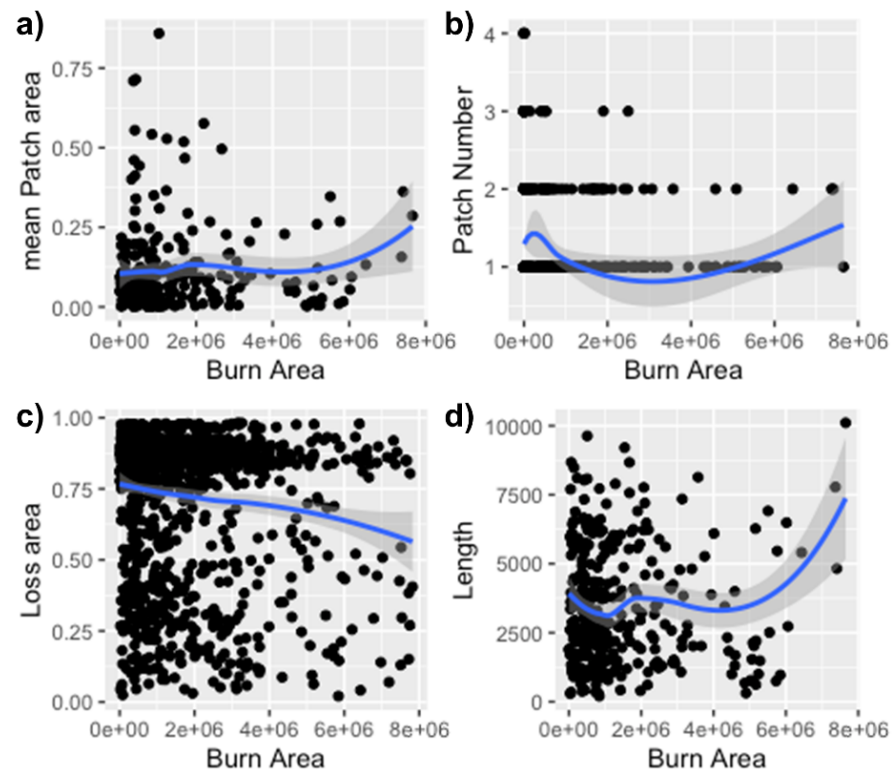 a)
mean Patch area
0.75
0.50
0.25
0.00
0e+00 2e+06 4e+06 6e+06 8e+06
Burn Area
b)
Patch Number
4
3
2
1
0e+00 2e+06 4e+06 6e+06 8e+06
Burn Area
c)
Loss area
1.00
0.75
0.50
0.25
0.00
0e+00 2e+06 4e+06 6e+06 8e+06
Burn Area
d)
Length
10000
7500
5000
2500
0
0e+00 2e+06 4e+06 6e+06 8e+06
Burn Area